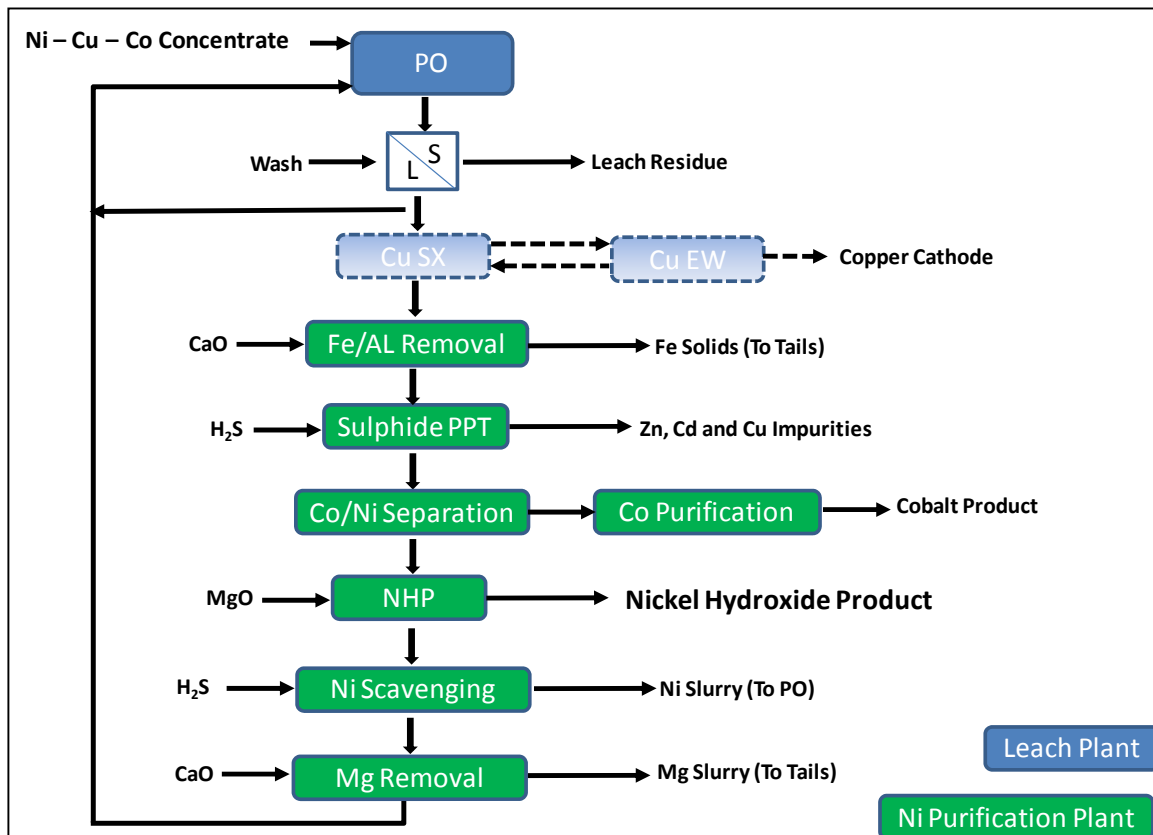 Ni – Cu – Co Concentrate
PO
S
L
Wash
Leach Residue
Cu SX
Cu EW
Copper Cathode
CaO
Fe/AL Removal
Fe Solids (To Tails)
H₂S
Sulphide PPT
Zn, Cd and Cu Impurities
Co/Ni Separation
Co Purification
Cobalt Product
MgO
NHP
Nickel Hydroxide Product
H₂S
Ni Scavenging
Ni Slurry (To PO)
Leach Plant
CaO
Mg Removal
Mg Slurry (To Tails)
Ni Purification Plant